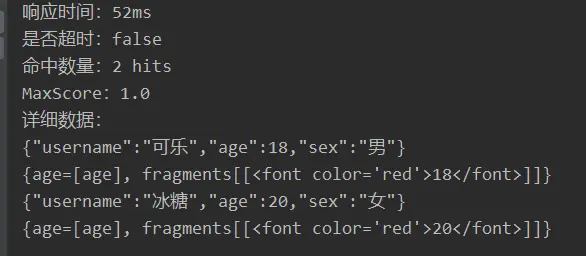 响应时间：52ms
是否超时：false
命中数量：2 hits
MaxScore：1.0
详细数据：
{"username":"可乐","age":18,"sex":"男"}
{age=[age], fragments[[<font color='red'>18</font>]]}
{"username":"冰糖","age":20,"sex":"女"}
{age=[age], fragments[[<font color='red'>20</font>]]}